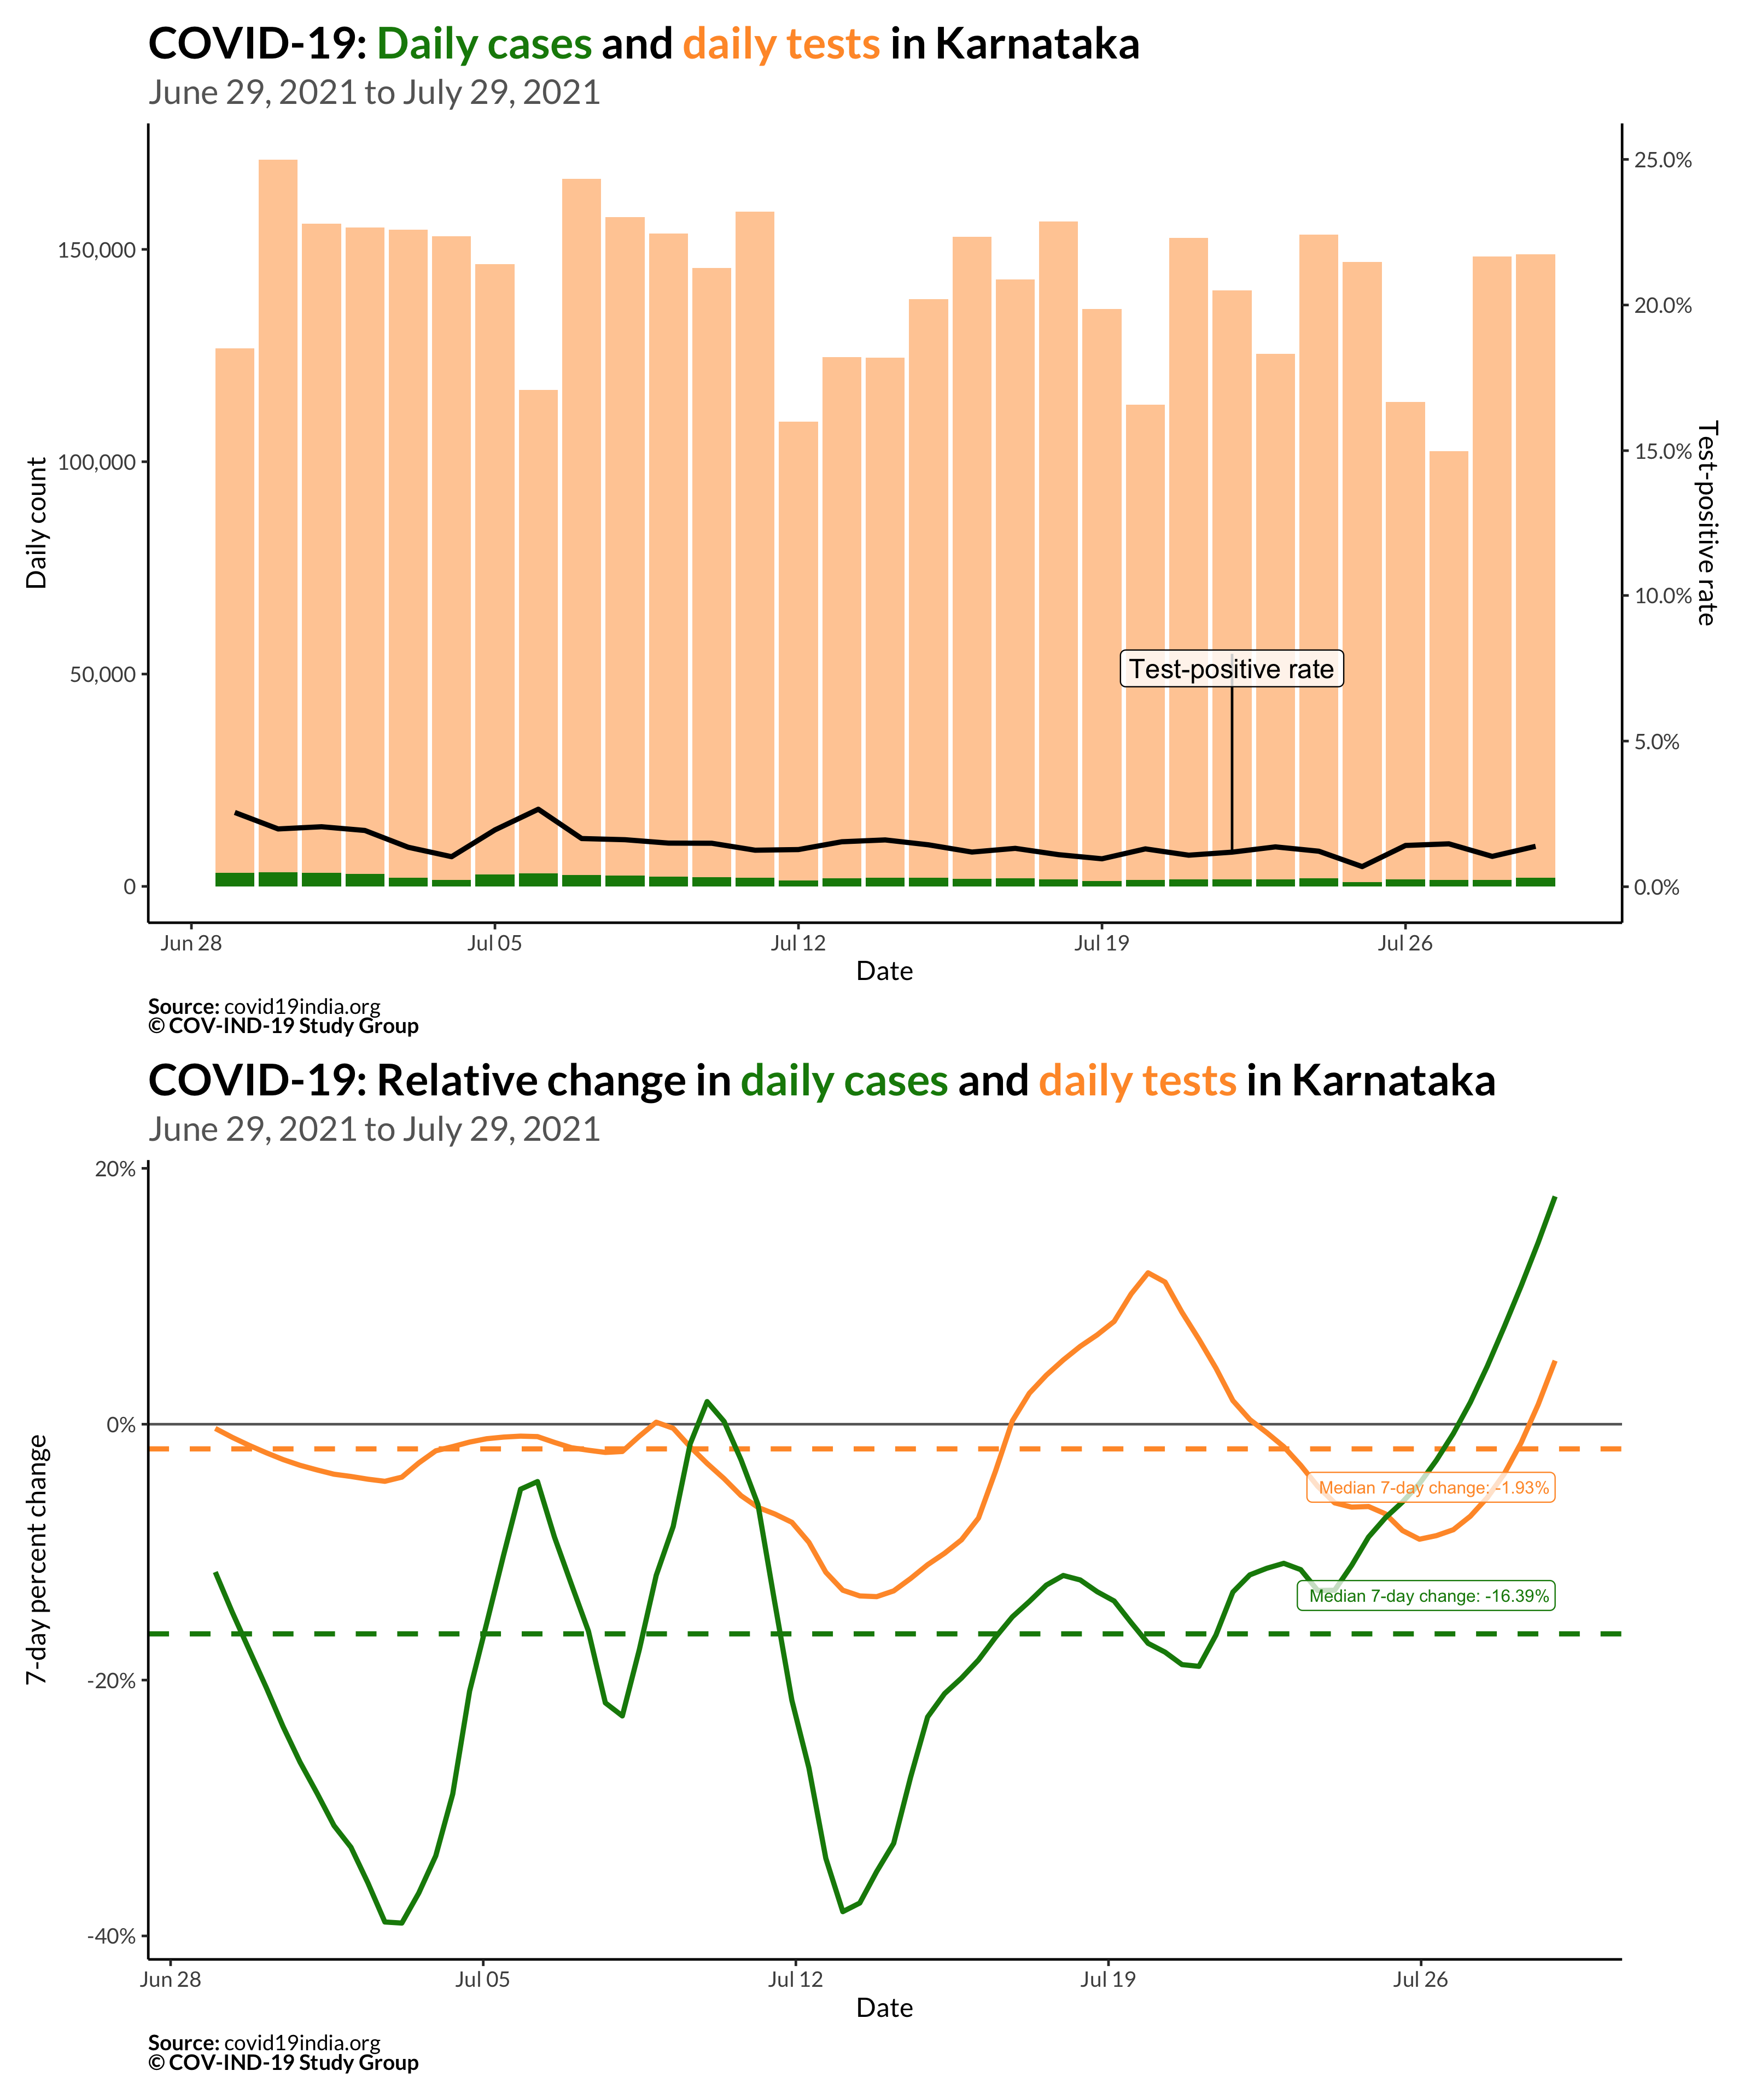 COVID-19: Daily cases and daily tests in Karnataka
June 29, 2021 to July 29, 2021
Daily count
150,000
100,000
50,000
0
25.0%
20.0%
15.0%
10.0%
5.0%
0.0%
Test-positive rate
Test-positive rate
Jun 28
Jul 05
Jul 12
Jul 19
Jul 26
Date
Source: covid19india.org
© COV-IND-19 Study Group
COVID-19: Relative change in daily cases and daily tests in Karnataka
June 29, 2021 to July 29, 2021
7-day percent change
20%
0%
-20%
-40%
Median 7-day change: -1.93%
Median 7-day change: -16.39%
Jun 28
Jul 05
Jul 12
Jul 19
Jul 26
Date
Source: covid19india.org
© COV-IND-19 Study Group